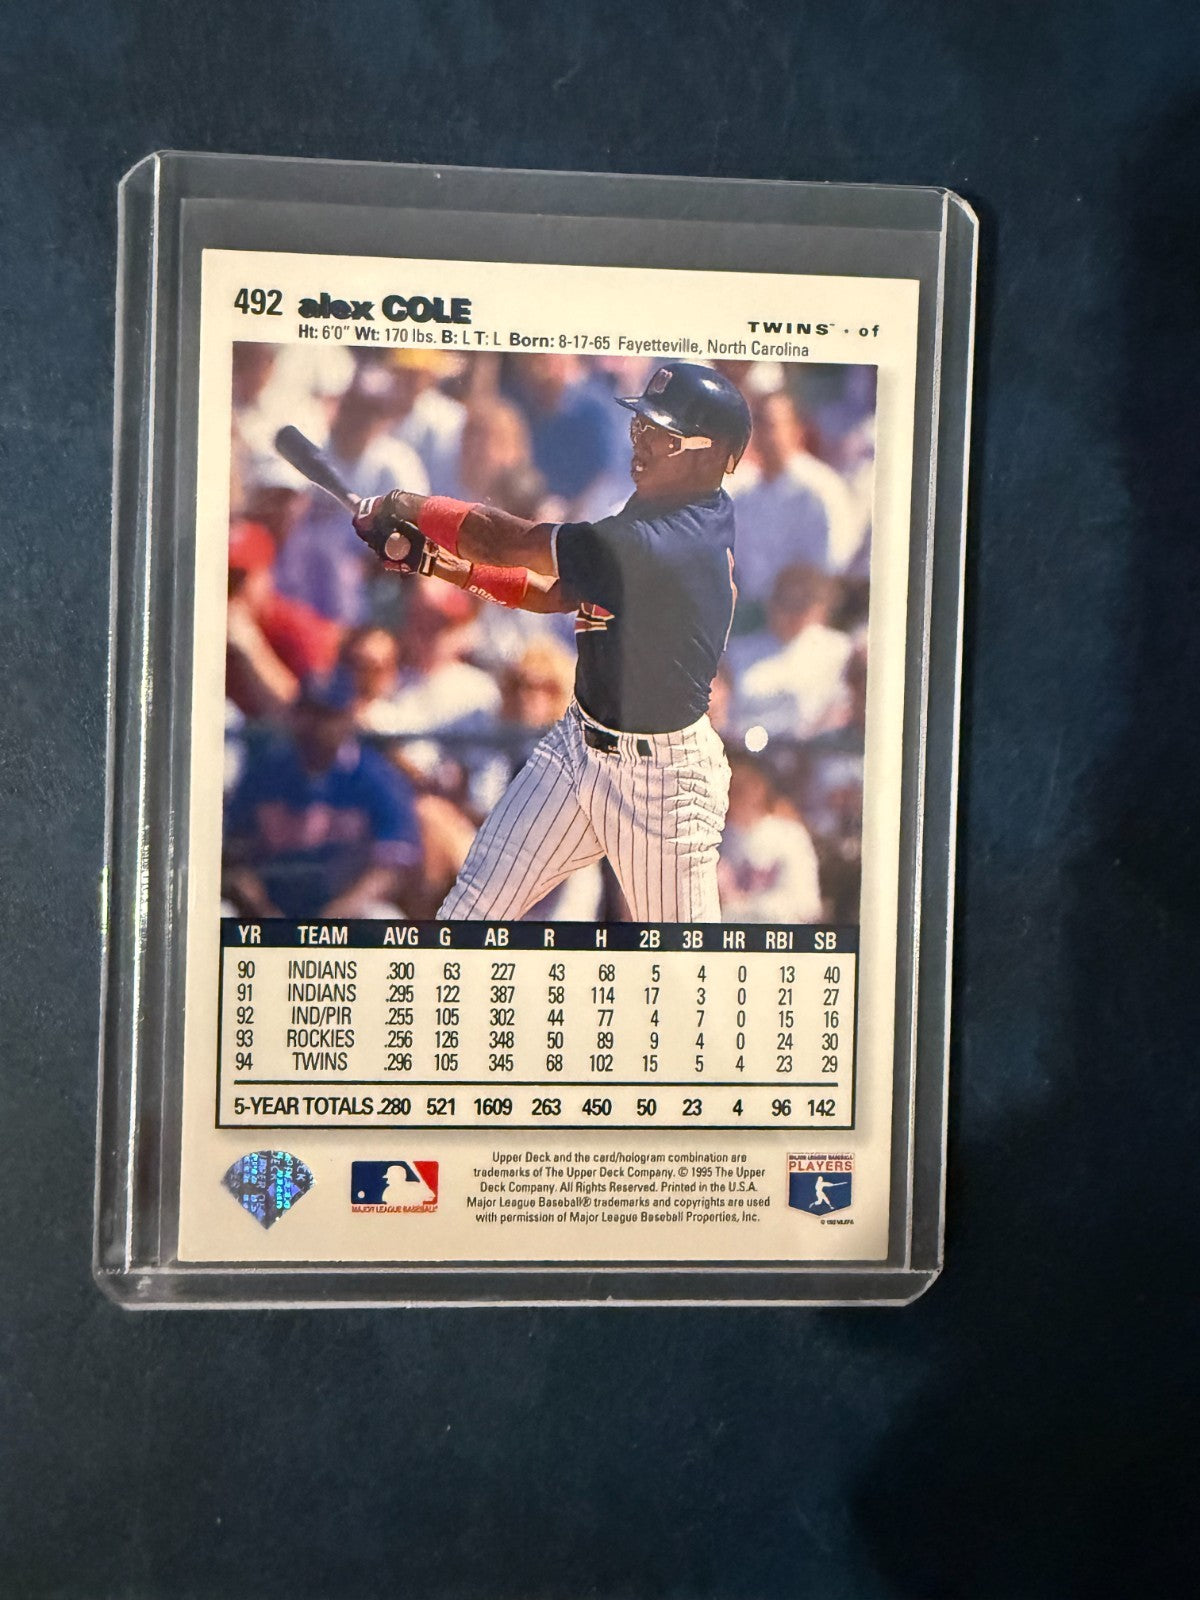 492 alex COLE
TWINS™ • of
Ht: 6'0" Wt: 170 lbs. B: L T: L Born: 8-17-65 Fayetteville, North Carolina
YR TEAM AVG G AB R H 2B 3B HR RBI SB
90 INDIANS .300 63 227 43 68 5 4 0 13 40
91 INDIANS .295 122 387 58 114 17 3 0 21 27
92 IND/PIR .255 105 302 44 77 4 7 0 15 16
93 ROCKIES .256 126 348 50 89 9 4 0 24 30
94 TWINS .296 105 345 68 102 15 5 4 23 29
5-YEAR TOTALS .280 521 1609 263 450 50 23 4 96 142
MAJOR LEAGUE BASEBALL®
Upper Deck and the card/hologram combination are
trademarks of The Upper Deck Company. © 1995 The Upper
Deck Company. All Rights Reserved. Printed in the U.S.A.
Major League Baseball® trademarks and copyrights are used
with permission of Major League Baseball Properties, Inc.
MAJOR LEAGUE BASEBALL
PLAYERS